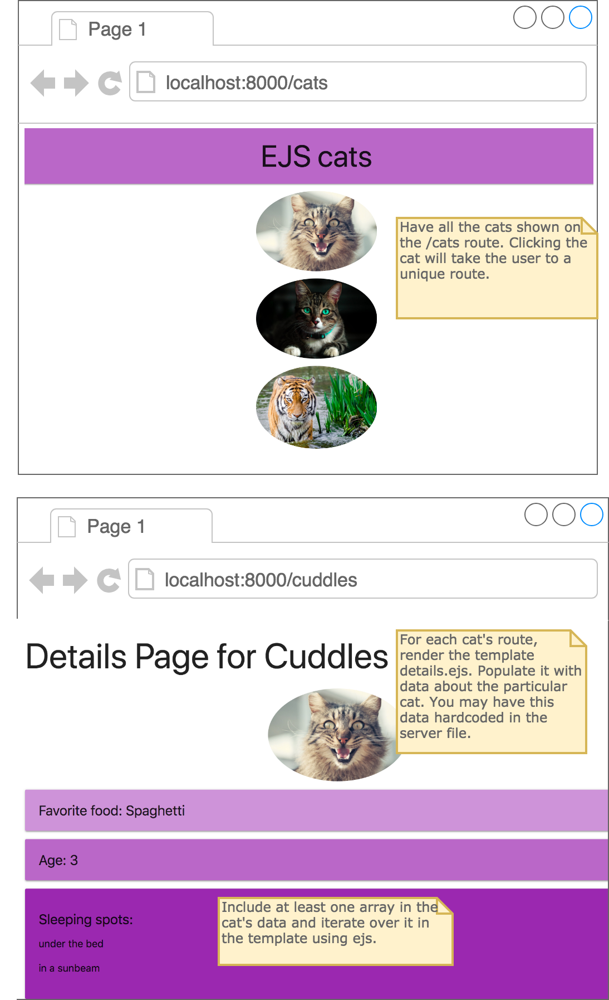 Page 1
localhost:8000/cats
EJS cats
Have all the cats shown on
the /cats route. Clicking the
cat will take the user to a
unique route.
Page 1
localhost:8000/cuddles
Details Page for Cuddles
For each cat's route,
render the template
details.ejs. Populate it with
data about the particular
cat. You may have this
data hardcoded in the
server file.
Favorite food: Spaghetti
Age: 3
Sleeping spots:
under the bed
in a sunbeam
Include at least one array in the
cat's data and iterate over it in
the template using ejs.